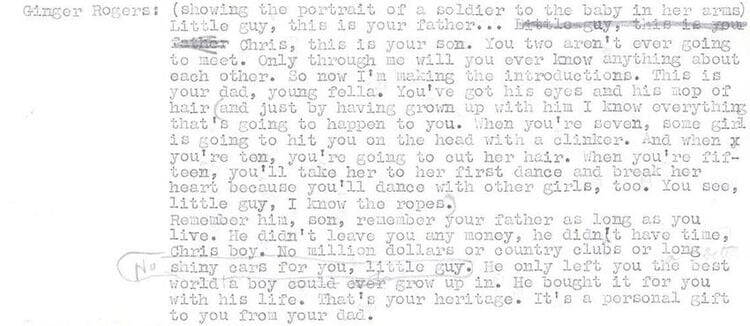 Ginger Rogers: (showing the portrait of a soldier to the baby in her arms)
Little guy, this is your father... Little guy, this is your
father Chris, this is your son. You two aren't ever going
to meet. Only through me will you ever know anything about
each other. So now I'm making the introductions. This is
your dad, young fella. You've got his eyes and his mop of
hair (and just by having grown up with him I know everything
that's going to happen to you. When you're seven, some girl
is going to hit you on the head with a clinker. And when x
you're ten, you're going to cut her hair. When you're fif-
teen, you'll take her to her first dance and break her
heart because you'll dance with other girls, too. You see,
little guy, I know the ropes.)
Remember him, son, remember your father as long as you
live. He didn't leave you any money, he didn't have time,
Chris boy. No million dollars or country clubs or long
No shiny cars for you, little guy. He only left you the best
world a boy could ever grow up in. He bought it for you
with his life. That's your heritage. It's a personal gift
to you from your dad.